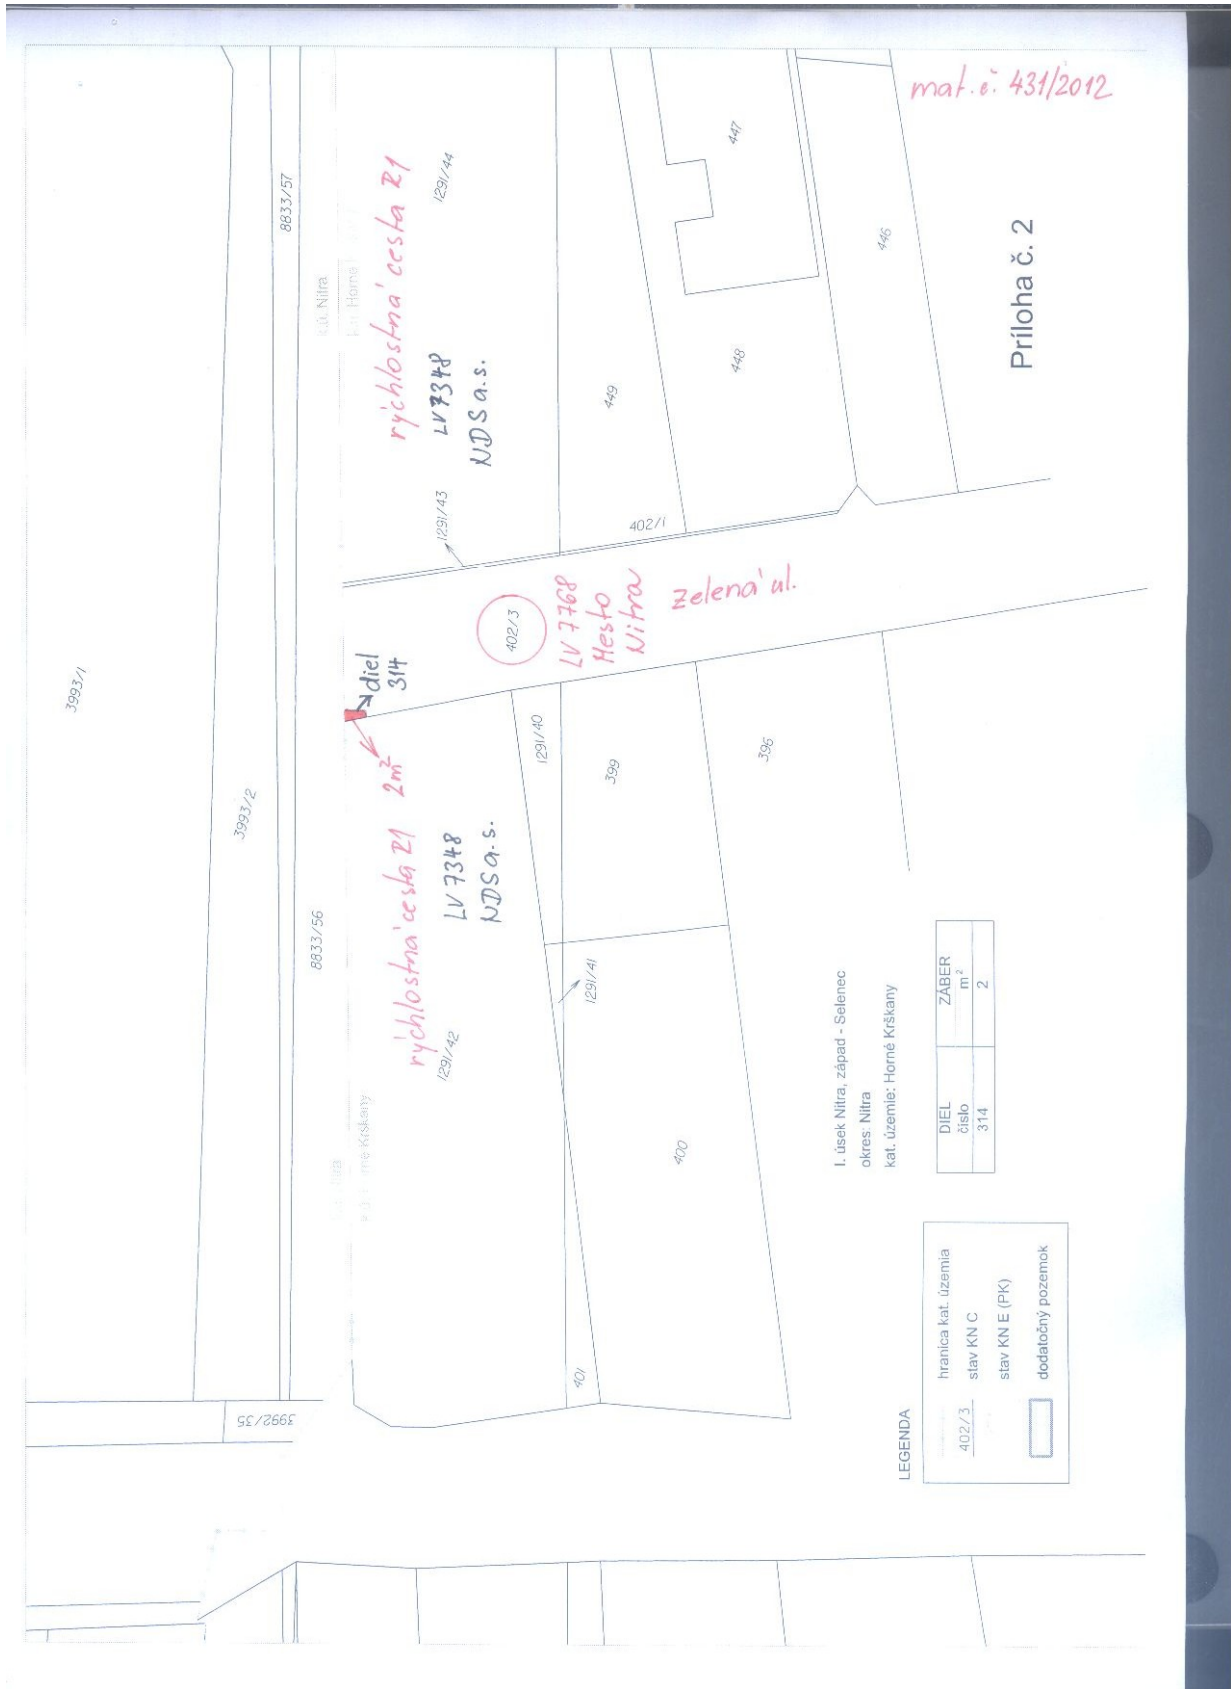 mat. č. 431/2012
3993/1
3993/2
8833/57
8833/56
3992/35
k.ú. Nitra
rýchlostná cesta R1
1291/44
LV 7348
NDS a.s.
1291/43
447
446
448
449
402/1
Príloha č. 2
diel
314
2m²
402/3
LV 7768
Mesto
Nitra
Zelená ul.
rýchlostná cesta R1
1291/42
LV 7348
NDS a.s.
1291/40
399
396
1291/41
400
401
I. úsek Nitra, západ - Selenec
okres: Nitra
kat. územie: Horné Krškany
DIEL ZÁBER
číslo m²
314 2
LEGENDA
hranica kat. územia
402/3 stav KN C
stav KN E (PK)
dodatočný pozemok